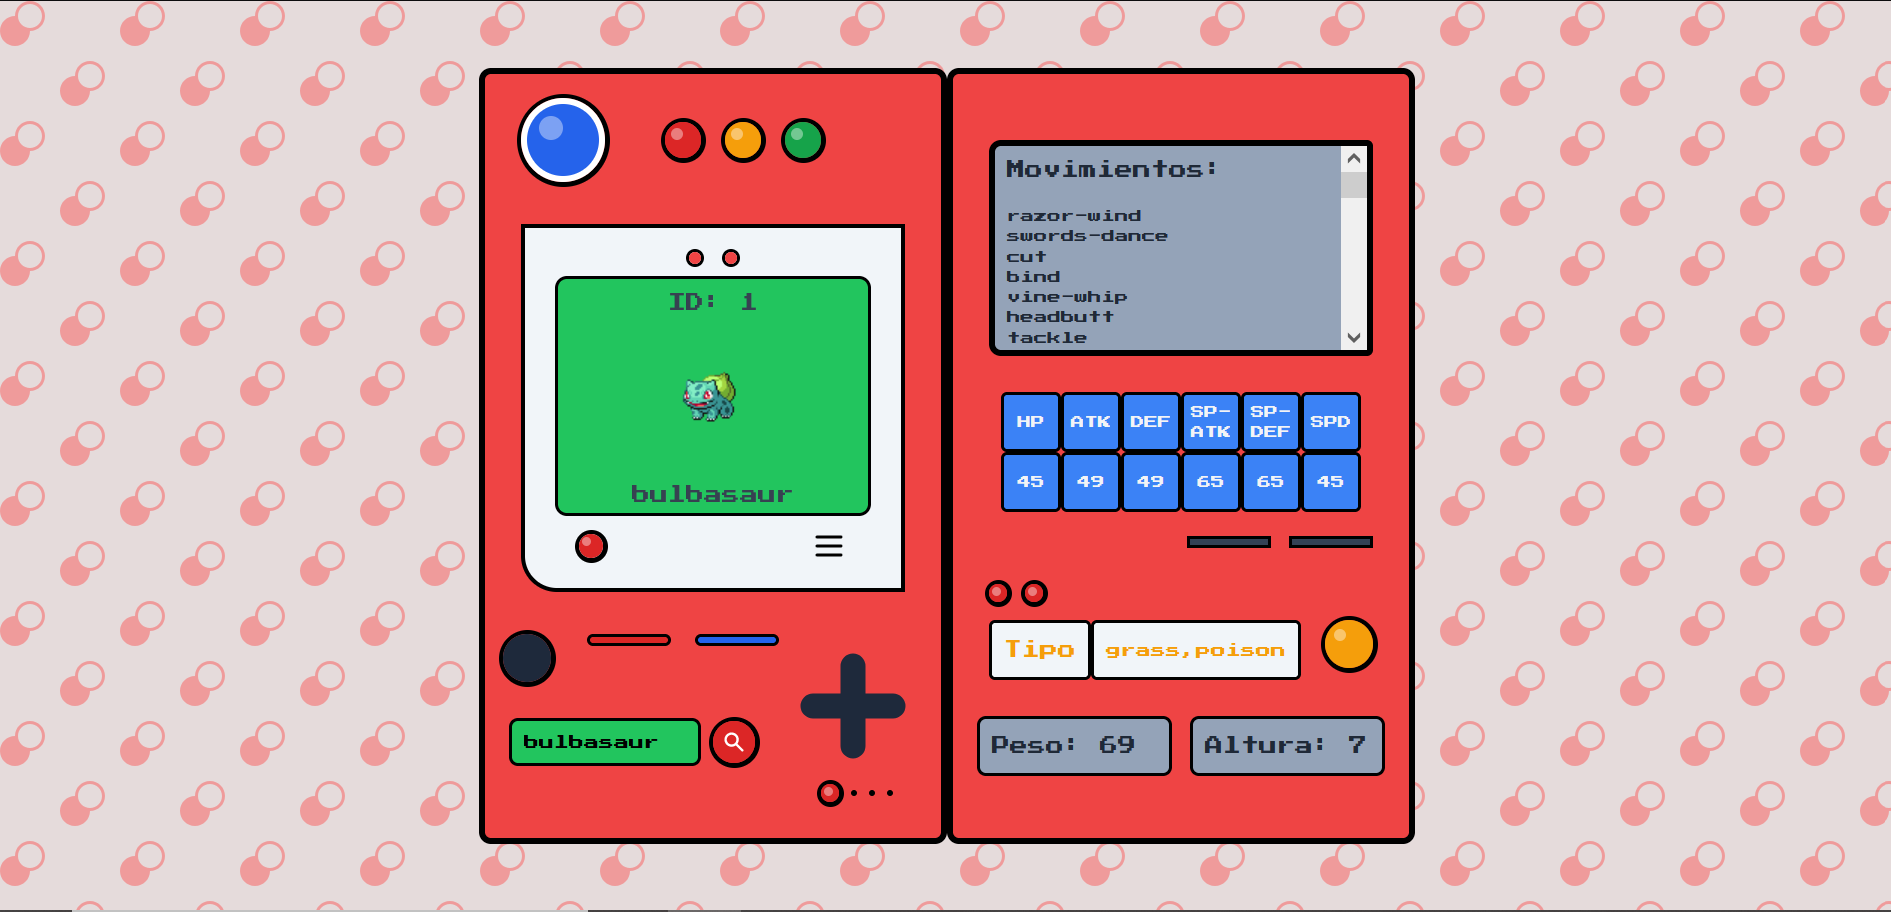 ID: 1
bulbasaur
bulbasaur
Movimientos:
razor-wind
swords-dance
cut
bind
vine-whip
headbutt
tackle
HP ATK DEF SP-ATK SP-DEF SPD
45 49 49 65 65 45
Tipo grass,poison
Peso: 69 Altura: 7